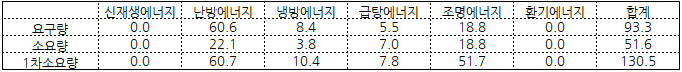 신재생에너지 난방에너지 냉방에너지 급탕에너지 조명에너지 환기에너지 합계
요구량 0.0 60.6 8.4 5.5 18.8 0.0 93.3
소요량 0.0 22.1 3.8 7.0 18.8 0.0 51.6
1차소요량 0.0 60.7 10.4 7.8 51.7 0.0 130.5